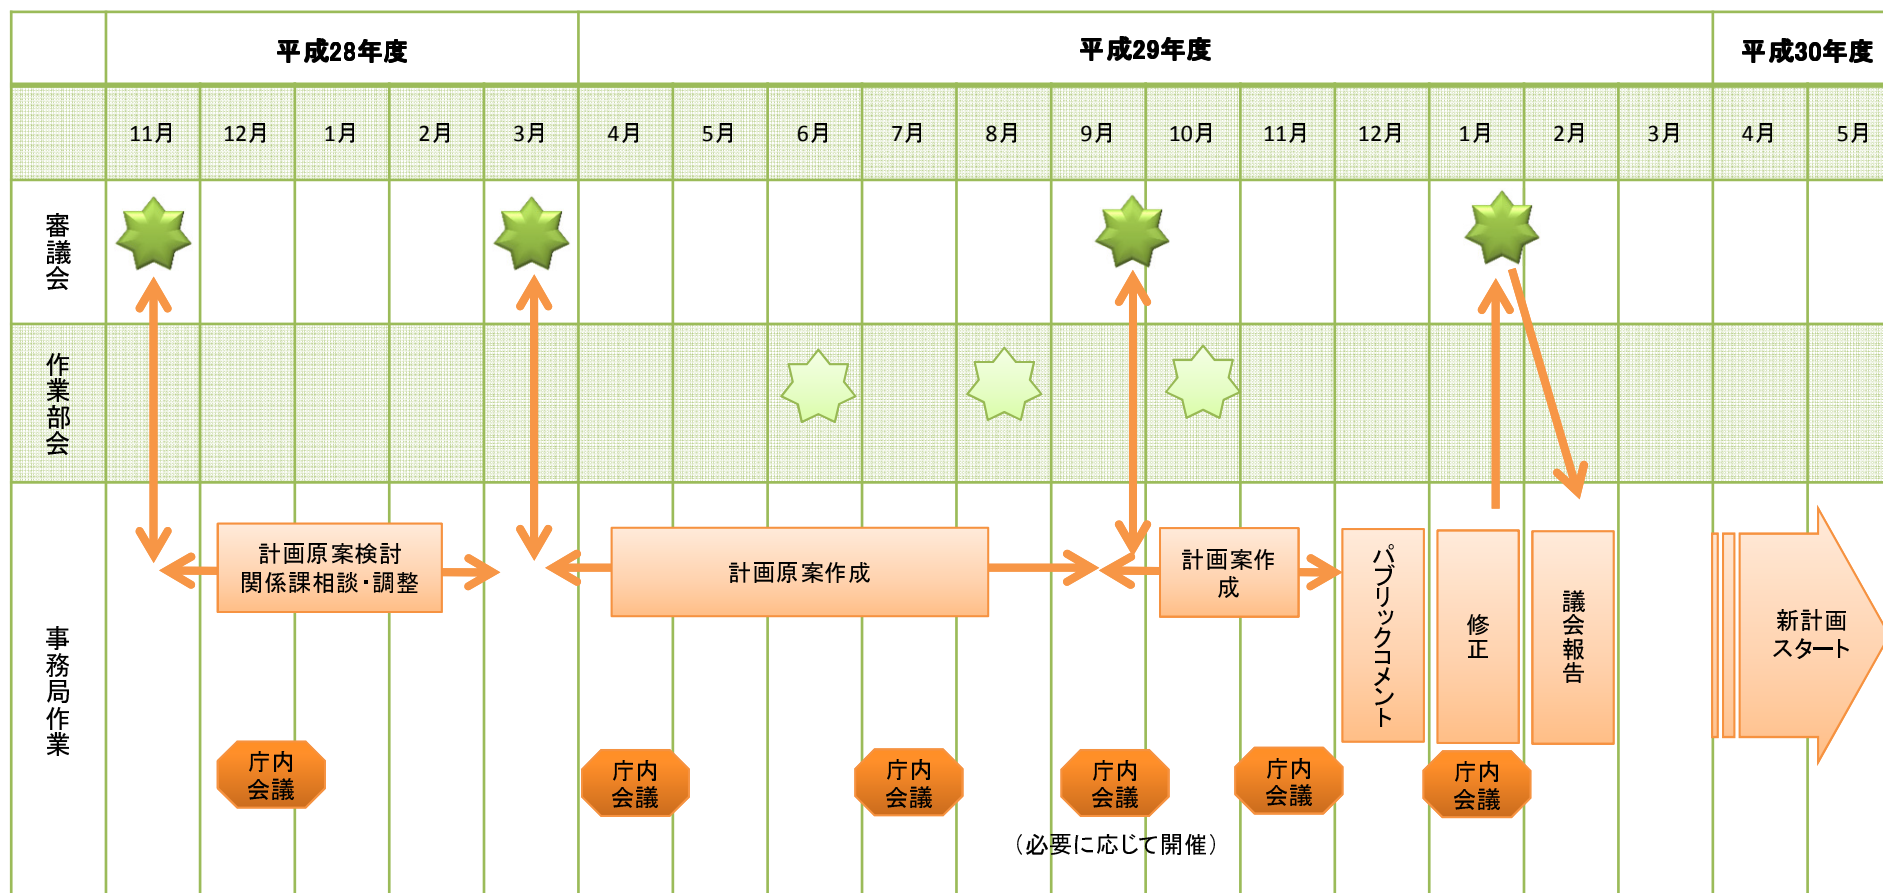 平成28年度
平成29年度
平成30年度
11月
12月
1月
2月
3月
4月
5月
6月
7月
8月
9月
10月
11月
12月
1月
2月
3月
4月
5月
審議会
作業部会
事務局作業
計画原案検討
関係課相談・調整
計画原案作成
計画案作
成
パブリックコメント
修正
議会報告
新計画
スタート
庁内
会議
庁内
会議
庁内
会議
庁内
会議
庁内
会議
庁内
会議
（必要に応じて開催）